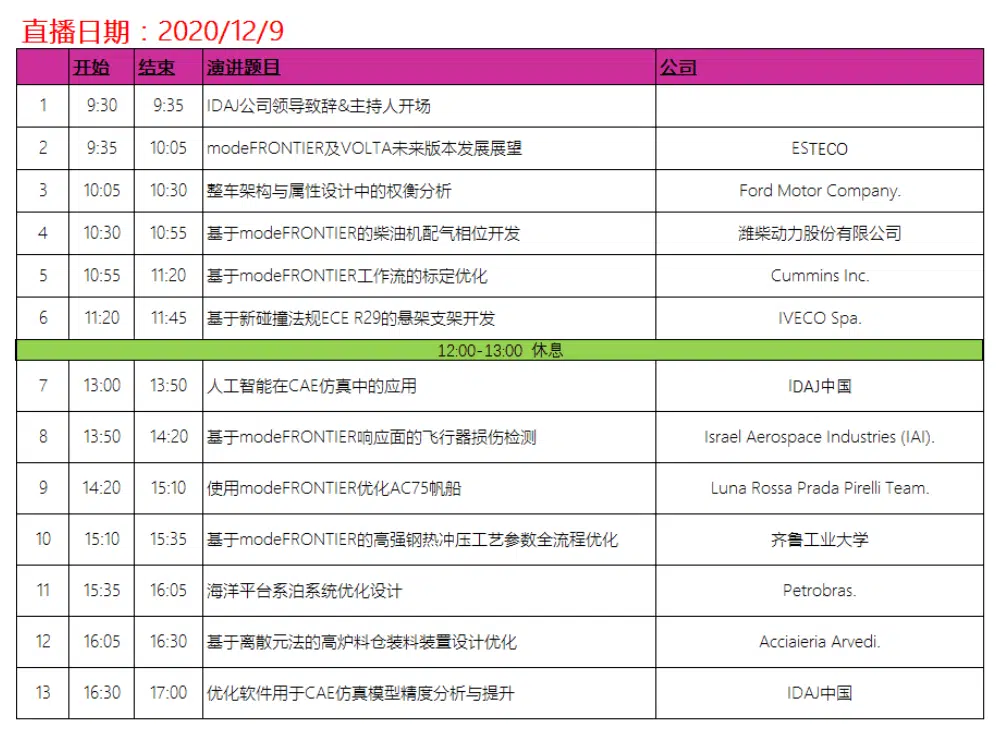 直播日期：2020/12/9
开始 结束 演讲题目 公司
1 9:30 9:35 IDAJ公司领导致辞&主持人开场
2 9:35 10:05 modeFRONTIER及VOLTA未来版本发展展望 ESTECO
3 10:05 10:30 整车架构与属性设计中的权衡分析 Ford Motor Company.
4 10:30 10:55 基于modeFRONTIER的柴油机配气相位开发 潍柴动力股份有限公司
5 10:55 11:20 基于modeFRONTIER工作流的标定优化 Cummins Inc.
6 11:20 11:45 基于新碰撞法规ECE R29的悬架支架开发 IVECO Spa.
12:00-13:00 休息
7 13:00 13:50 人工智能在CAE仿真中的应用 IDAJ中国
8 13:50 14:20 基于modeFRONTIER响应面的飞行器损伤检测 Israel Aerospace Industries (IAI).
9 14:20 15:10 使用modeFRONTIER优化AC75帆船 Luna Rossa Prada Pirelli Team.
10 15:10 15:35 基于modeFRONTIER的高强钢热冲压工艺参数全流程优化 齐鲁工业大学
11 15:35 16:05 海洋平台系泊系统优化设计 Petrobras.
12 16:05 16:30 基于离散元法的高炉料仓装料装置设计优化 Acciaieria Arvedi.
13 16:30 17:00 优化软件用于CAE仿真模型精度分析与提升 IDAJ中国